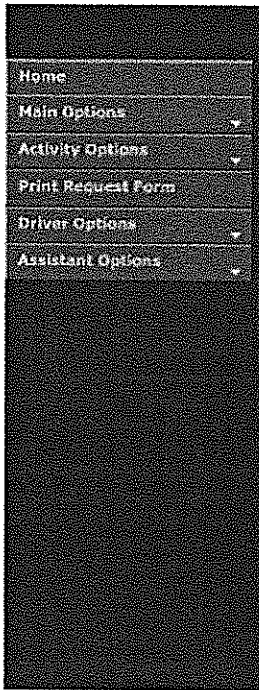 Home
Main Options
Activity Options
Print Request Form
Driver Options
Assistant Options